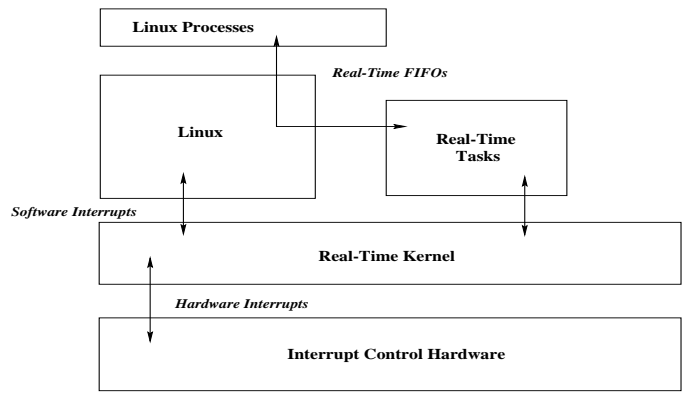 Linux Processes
Real-Time FIFOs
Linux
Real-Time
Tasks
Software Interrupts
Real-Time Kernel
Hardware Interrupts
Interrupt Control Hardware